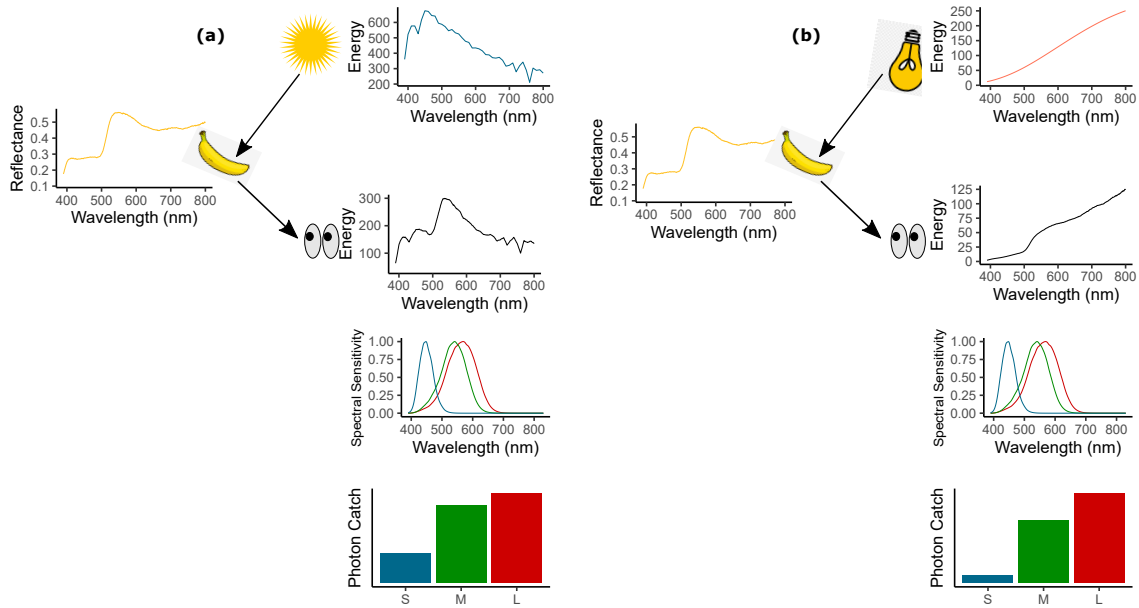 (a)
Energy
600
500
400
300
200
400 500 600 700 800
Wavelength (nm)
Reflectance
0.5
0.4
0.3
0.2
0.1
400 500 600 700 800
Wavelength (nm)
Energy
300
200
100
400 500 600 700 800
Wavelength (nm)
Spectral Sensitivity
1.00
0.75
0.50
0.25
0.00
400 500 600 700 800
Wavelength (nm)
Photon Catch
S M L
(b)
Energy
250
200
150
100
50
0
400 500 600 700 800
Wavelength (nm)
Reflectance
0.5
0.4
0.3
0.2
0.1
400 500 600 700 800
Wavelength (nm)
Energy
125
100
75
50
25
0
400 500 600 700 800
Wavelength (nm)
Spectral Sensitivity
1.00
0.75
0.50
0.25
0.00
400 500 600 700 800
Wavelength (nm)
Photon Catch
S M L